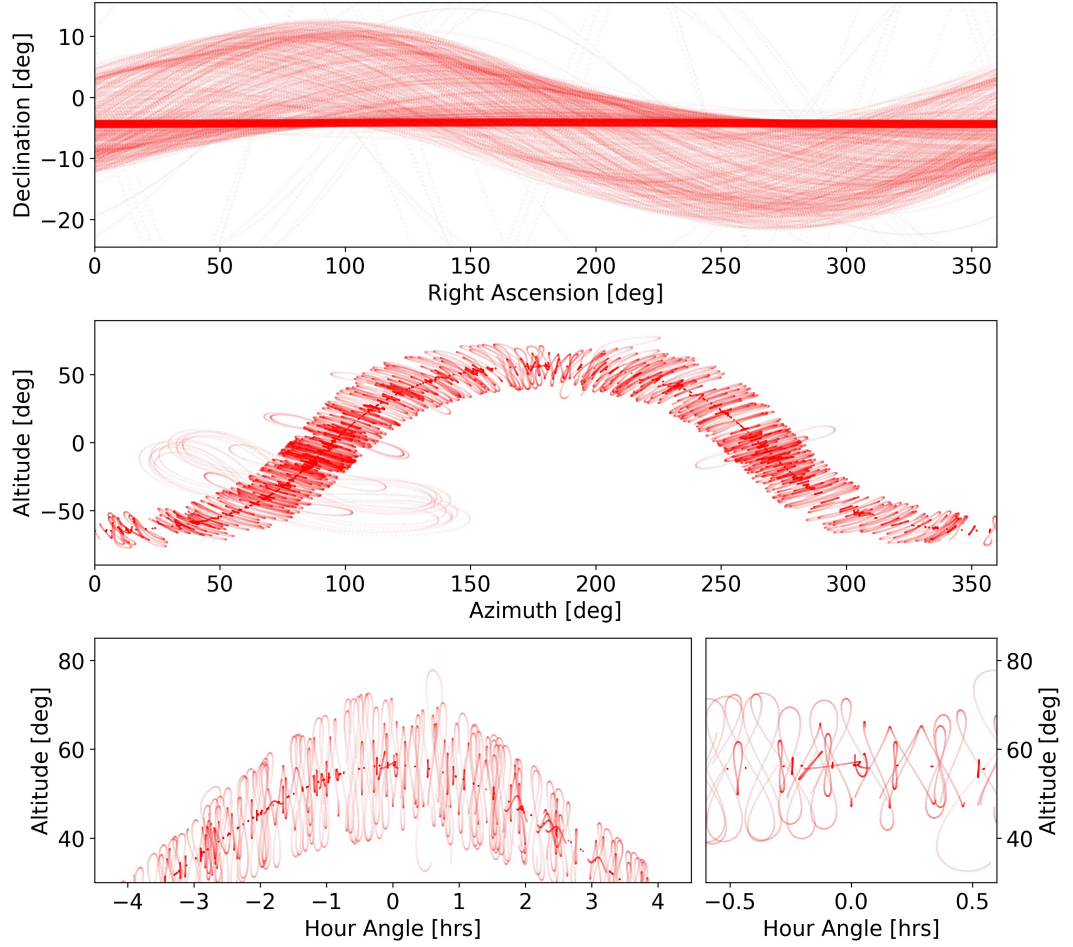 10
0
−10
−20
Declination [deg]
0 50 100 150 200 250 300 350
Right Ascension [deg]
50
0
−50
Altitude [deg]
0 50 100 150 200 250 300 350
Azimuth [deg]
80
60
40
Altitude [deg]
−4 −3 −2 −1 0 1 2 3 4
Hour Angle [hrs]
80
60
40
Altitude [deg]
−0.5 0.0 0.5
Hour Angle [hrs]